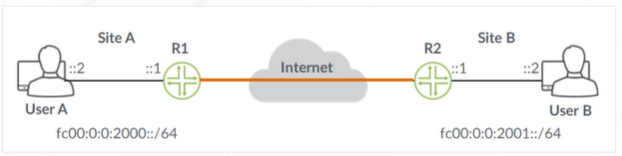 Site A
R1
Internet
R2
Site B
::2
::1
::1
::2
User A
User B
fc00:0:0:2000::/64
fc00:0:0:2001::/64